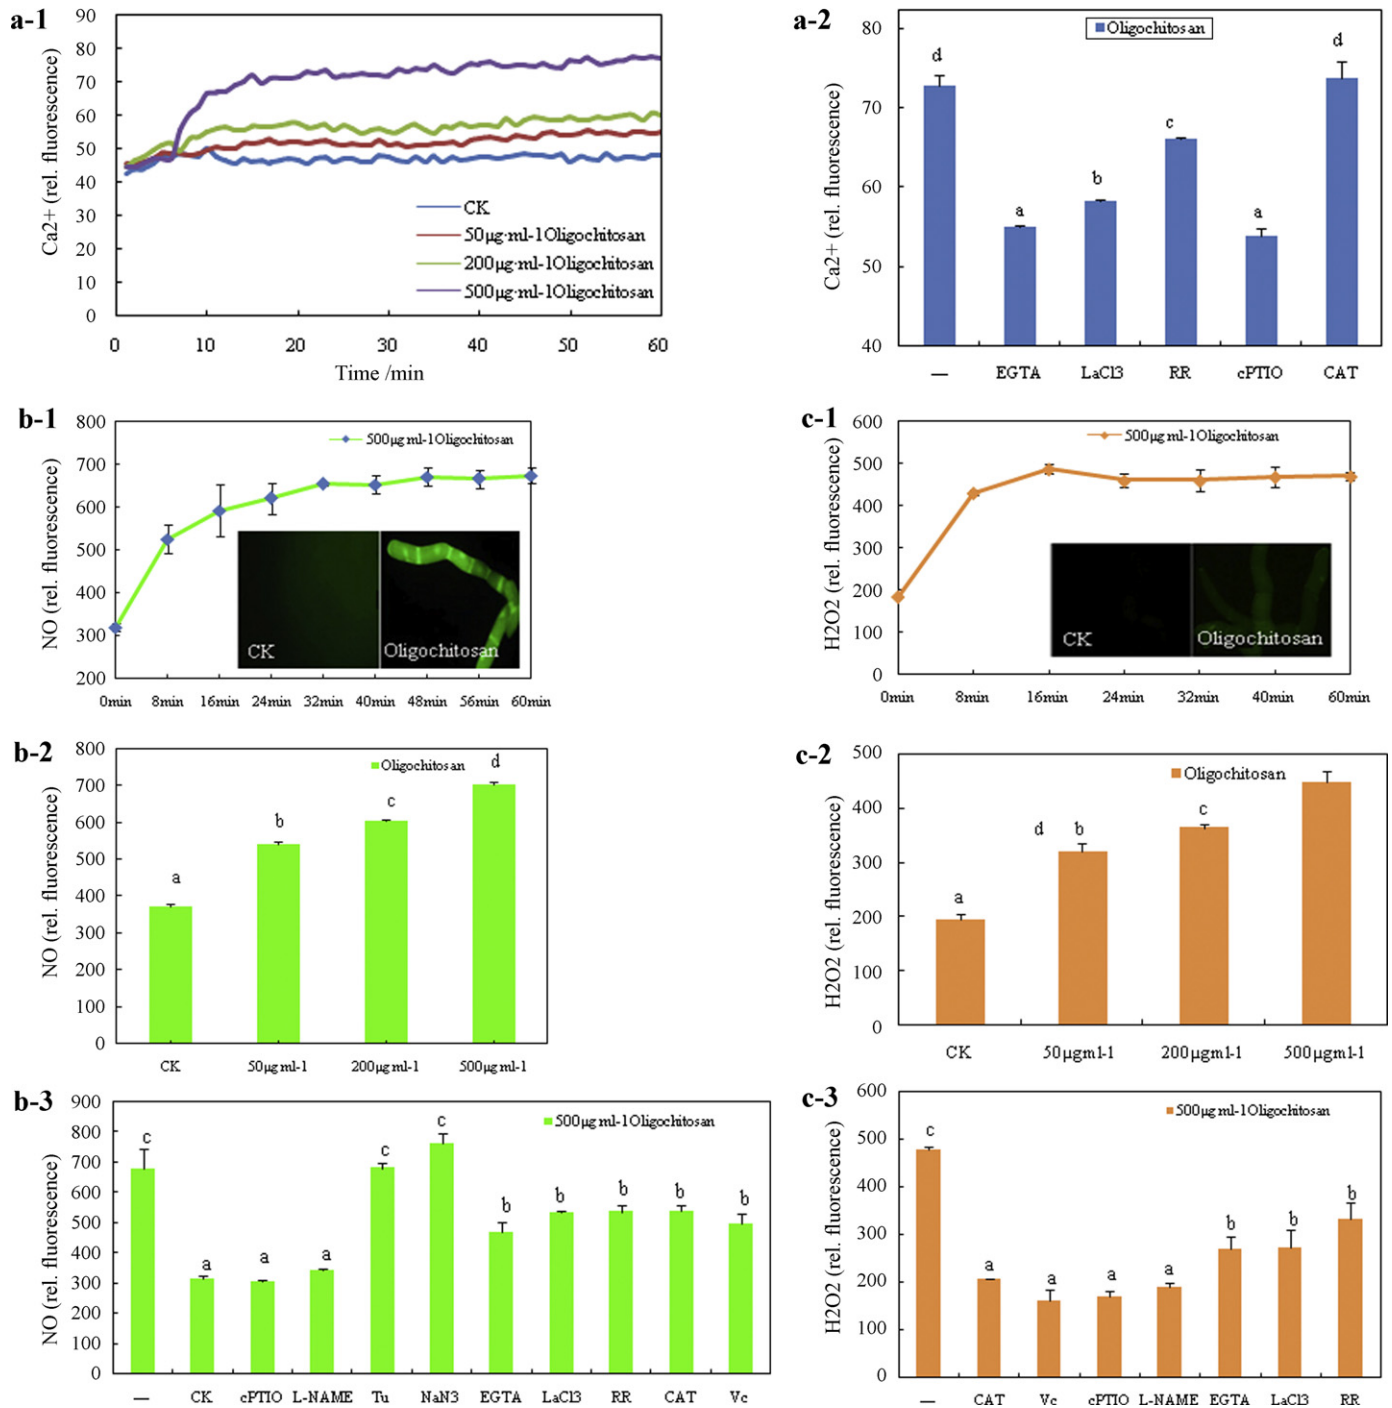 a-1
90
80
70
60
50
40
30
20
10
0
Ca2+ (rel. fluorescence)
CK
50µg·ml-1Oligochitosan
200µg·ml-1Oligochitosan
500µg·ml-1Oligochitosan
0 10 20 30 40 50 60
Time /min
a-2
Oligochitosan
80
70
60
50
40
Ca2+ (rel. fluorescence)
d a b c a d
— EGTA LaCl3 RR cPTIO CAT
b-1
800
700
600
500
400
300
200
NO (rel. fluorescence)
500µg ml-1Oligochitosan
CK Oligochitosan
0min 8min 16min 24min 32min 40min 48min 56min 60min
c-1
600
500
400
300
200
100
0
H2O2 (rel. fluorescence)
500µg ml-1Oligochitosan
CK Oligochitosan
0min 8min 16min 24min 32min 40min 60min
b-2
800
700
600
500
400
300
200
100
0
NO (rel. fluorescence)
Oligochitosan
a b c d
CK 50µg ml-1 200µg ml-1 500µg ml-1
c-2
500
400
300
200
100
0
H2O2 (rel. fluorescence)
Oligochitosan
a d b c
CK 50µgml-1 200µgml-1 500µgml-1
b-3
900
800
700
600
500
400
300
200
100
0
NO (rel. fluorescence)
500µg ml-1Oligochitosan
c a a a c c b b b b b
— CK cPTIO L-NAME Tu NaN3 EGTA LaCl3 RR CAT Vc
c-3
600
500
400
300
200
100
0
H2O2 (rel. fluorescence)
500µg ml-1Oligochitosan
c a a a a b b b
— CAT Vc cPTIO L-NAME EGTA LaCl3 RR